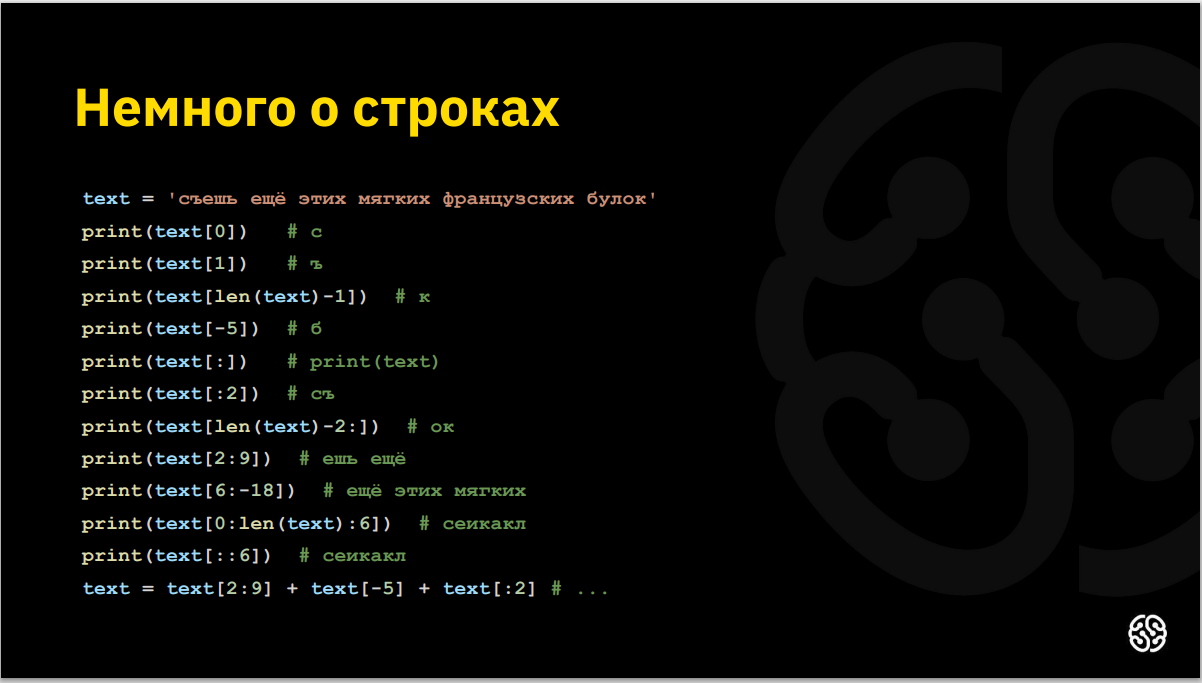 Немного о строках
text = 'съешь ещё этих мягких французских булок'
print(text[0])   # с
print(text[1])   # ъ
print(text[len(text)-1])  # к
print(text[-5])  # б
print(text[:])   # print(text)
print(text[:2])  # съ
print(text[len(text)-2:])  # ок
print(text[2:9])  # ешь ещё
print(text[6:-18])  # ещё этих мягких
print(text[0:len(text):6])  # сеикакл
print(text[::6])  # сеикакл
text = text[2:9] + text[-5] + text[:2] # ...